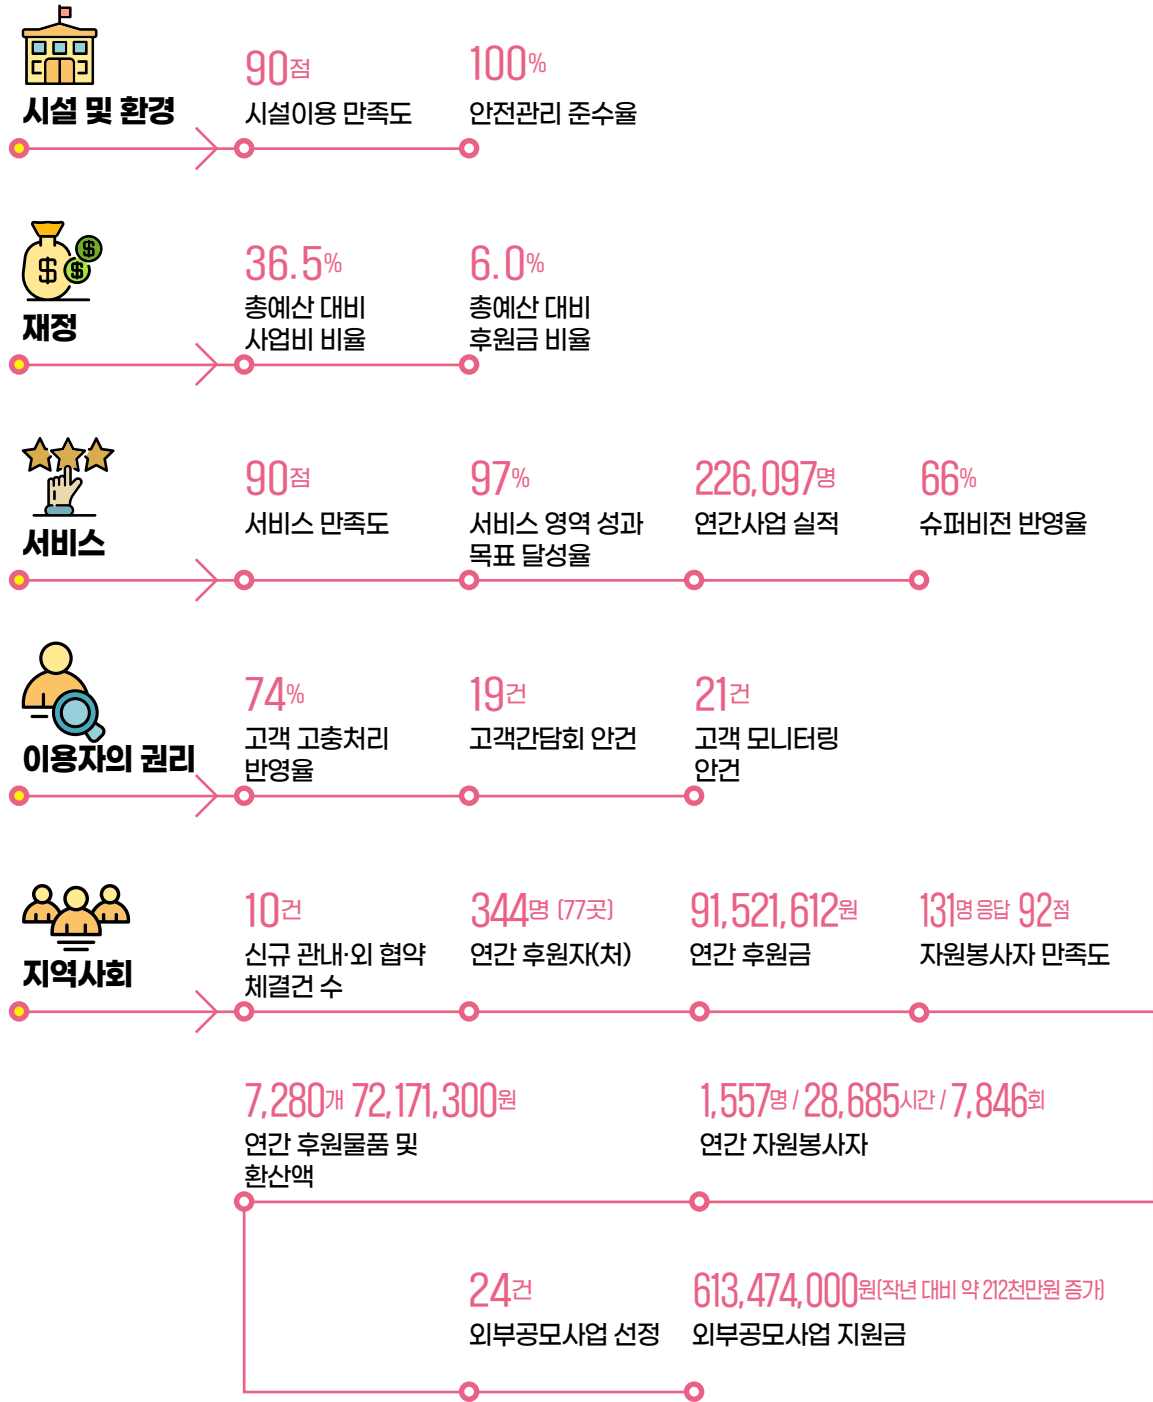 시설 및 환경
90점
시설이용 만족도
100%
안전관리 준수율
재정
36.5%
총예산 대비
사업비 비율
6.0%
총예산 대비
후원금 비율
서비스
90점
서비스 만족도
97%
서비스 영역 성과
목표 달성율
226,097명
연간사업 실적
66%
슈퍼비전 반영율
이용자의 권리
74%
고객 고충처리
반영율
19건
고객간담회 안건
21건
고객 모니터링
안건
지역사회
10건
신규 관내·외 협약
체결건 수
344명 (77곳)
연간 후원자(처)
91,521,612원
연간 후원금
131명 응답 92점
자원봉사자 만족도
7,280개 72,171,300원
연간 후원물품 및
환산액
1,557명 / 28,685시간 / 7,846회
연간 자원봉사자
24건
외부공모사업 선정
613,474,000원(작년 대비 약 212천만원 증가)
외부공모사업 지원금